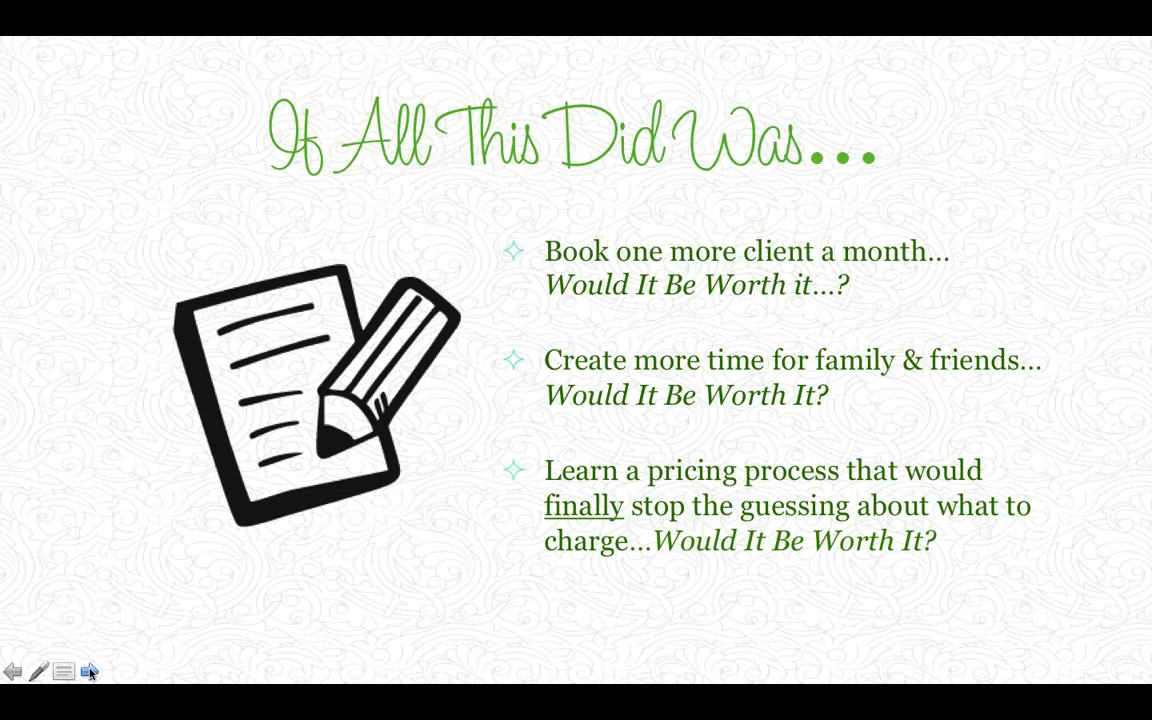 If All This Did Was...
Book one more client a month...
Would It Be Worth it...?
Create more time for family & friends...
Would It Be Worth It?
Learn a pricing process that would
finally stop the guessing about what to
charge...Would It Be Worth It?